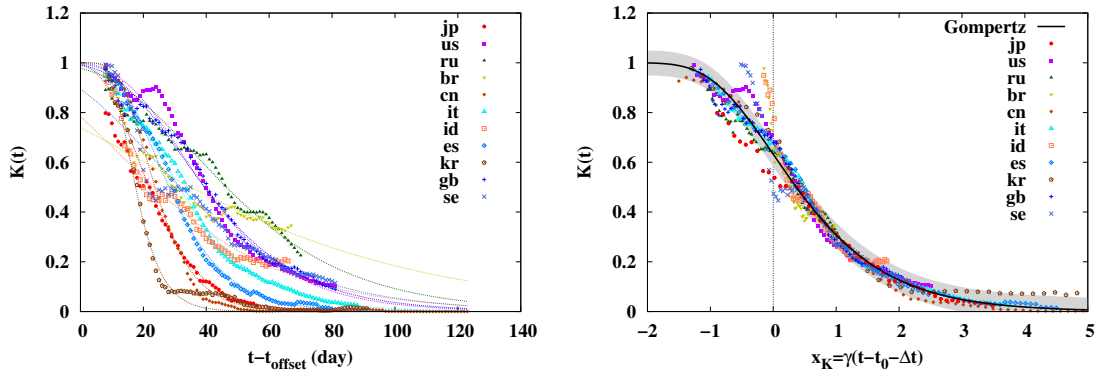 1.2
1
0.8
0.6
0.4
0.2
0
K(t)
0 20 40 60 80 100 120 140
t−t_offset (day)
jp
us
ru
br
cn
it
id
es
kr
gb
se
1.2
1
0.8
0.6
0.4
0.2
0
K(t)
−2 −1 0 1 2 3 4 5
x_K=γ(t−t_0−Δt)
Gompertz
jp
us
ru
br
cn
it
id
es
kr
gb
se